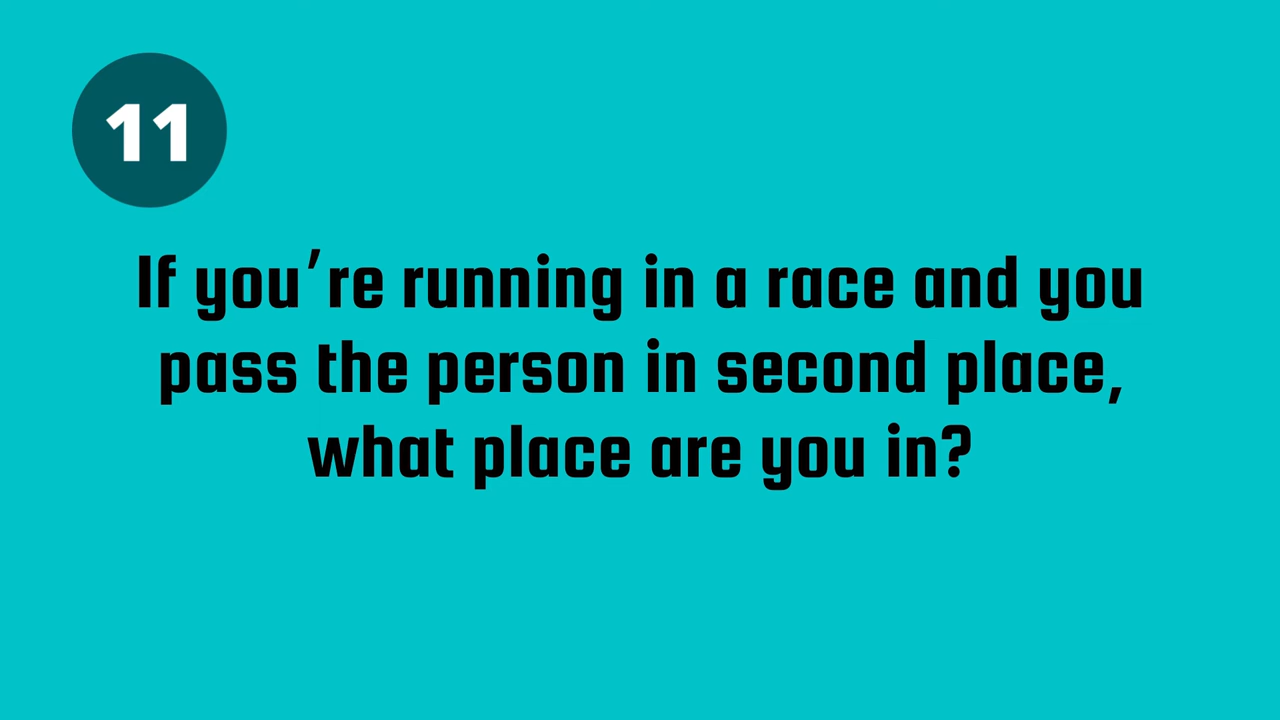 11
If you’re running in a race and you
pass the person in second place,
what place are you in?